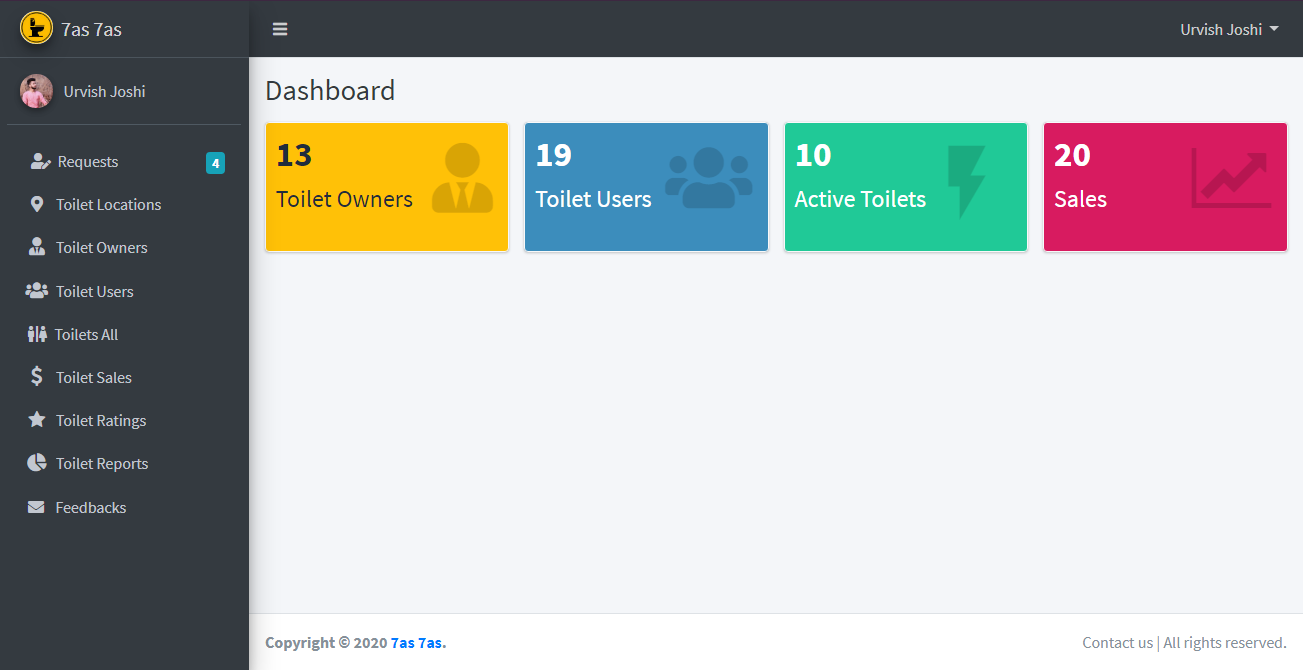 7as 7as
Urvish Joshi
Urvish Joshi
Requests 4
Toilet Locations
Toilet Owners
Toilet Users
Toilets All
Toilet Sales
Toilet Ratings
Toilet Reports
Feedbacks
Dashboard
13
Toilet Owners
19
Toilet Users
10
Active Toilets
20
Sales
Copyright © 2020 7as 7as.
Contact us | All rights reserved.